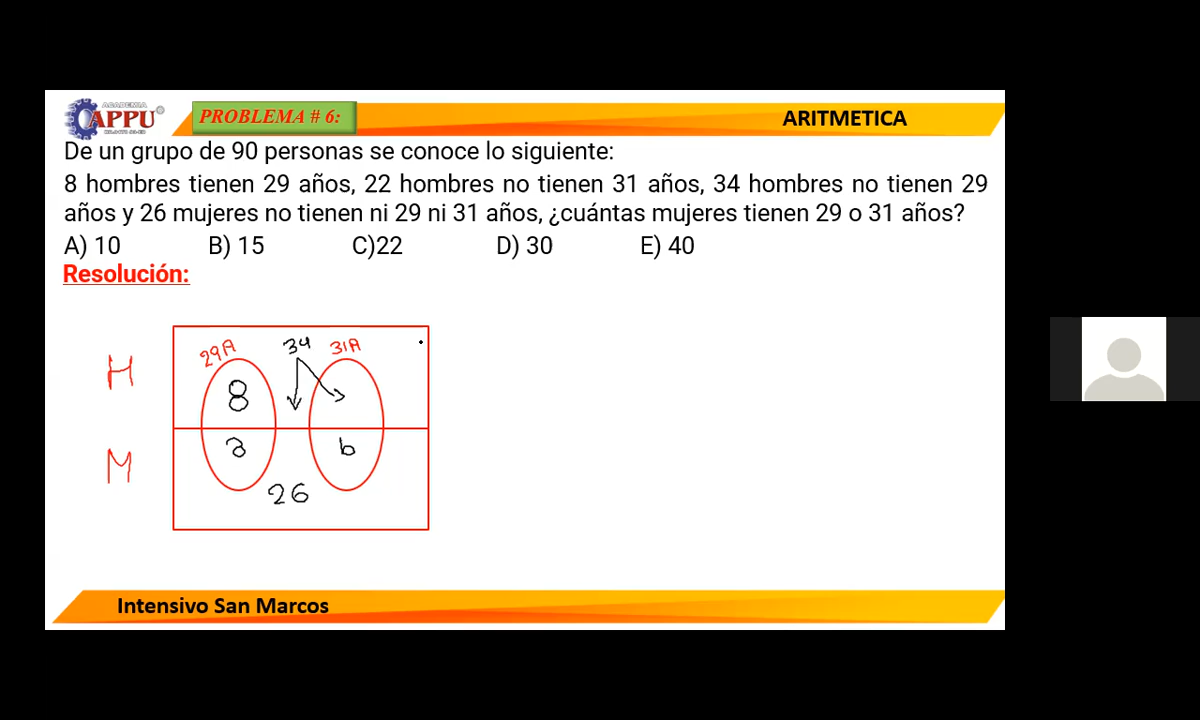 ACADEMIA
APPU
PROBLEMA # 6:
ARITMETICA
De un grupo de 90 personas se conoce lo siguiente:
8 hombres tienen 29 años, 22 hombres no tienen 31 años, 34 hombres no tienen 29
años y 26 mujeres no tienen ni 29 ni 31 años, ¿cuántas mujeres tienen 29 o 31 años?
A) 10 B) 15 C)22 D) 30 E) 40
Resolución:
29A 34 31A
H 8
M a b
26
Intensivo San Marcos